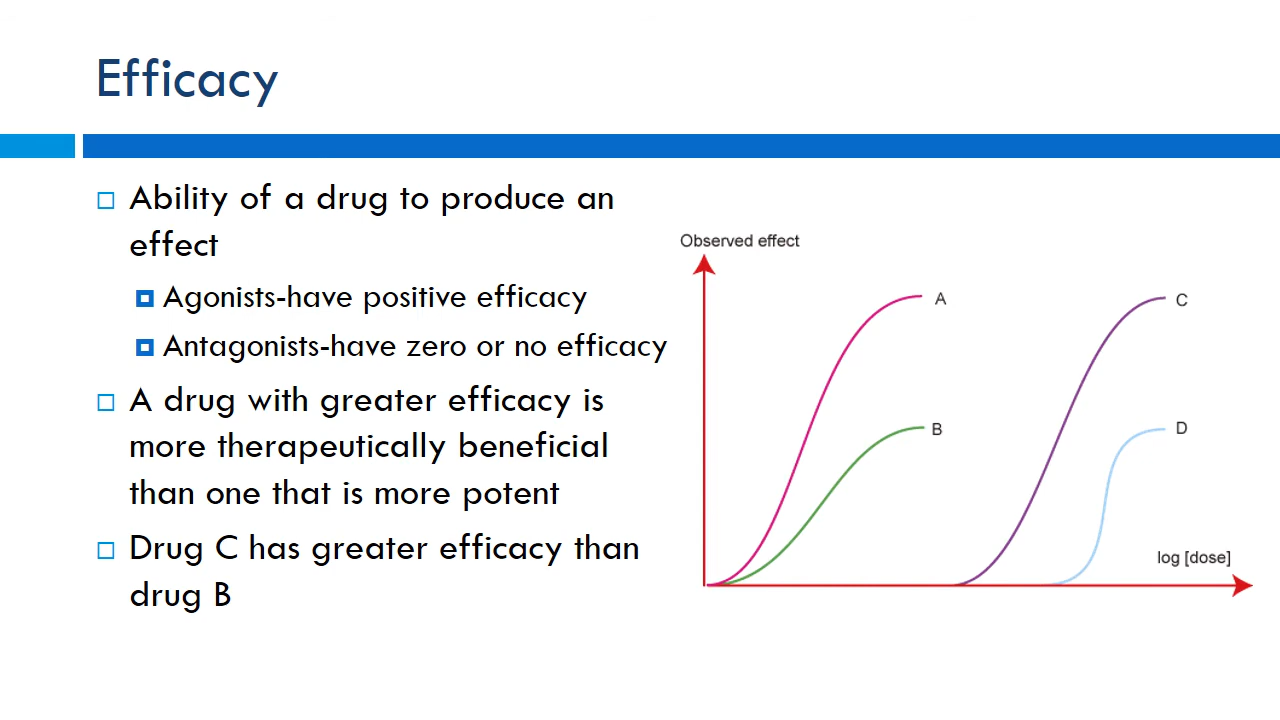 Efficacy
Ability of a drug to produce an
effect
Agonists-have positive efficacy
Antagonists-have zero or no efficacy
A drug with greater efficacy is
more therapeutically beneficial
than one that is more potent
Drug C has greater efficacy than
drug B
Observed effect
A
B
C
D
log [dose]